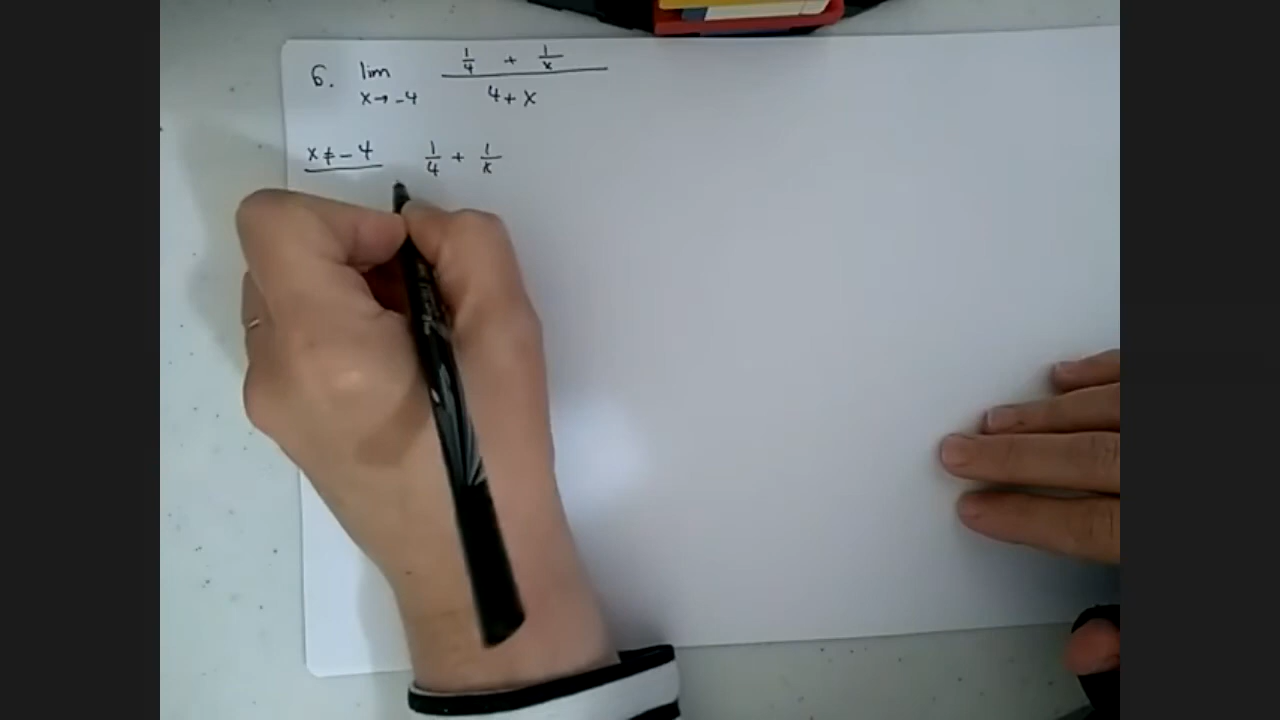 6. lim x→-4 (1/4 + 1/x)/(4+x)
x≠-4 1/4 + 1/x